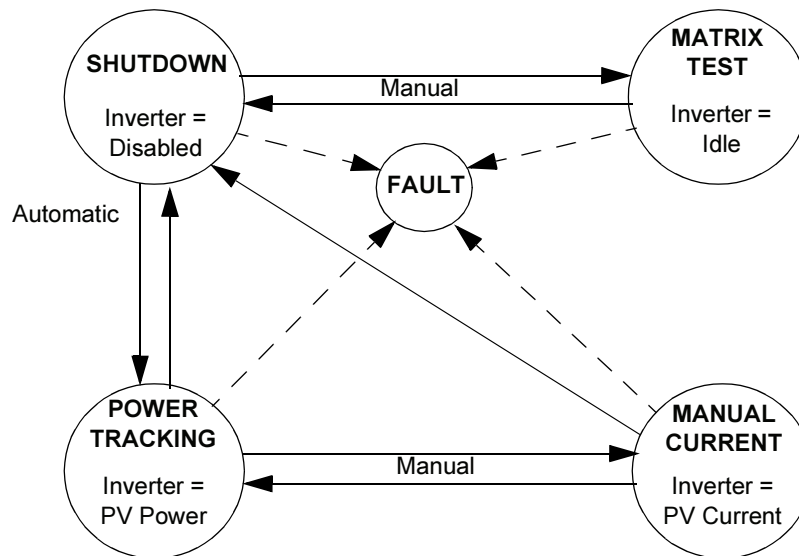 SHUTDOWN
Inverter =
Disabled
Manual
MATRIX
TEST
Inverter =
Idle
FAULT
Automatic
POWER
TRACKING
Inverter =
PV Power
Manual
MANUAL
CURRENT
Inverter =
PV Current